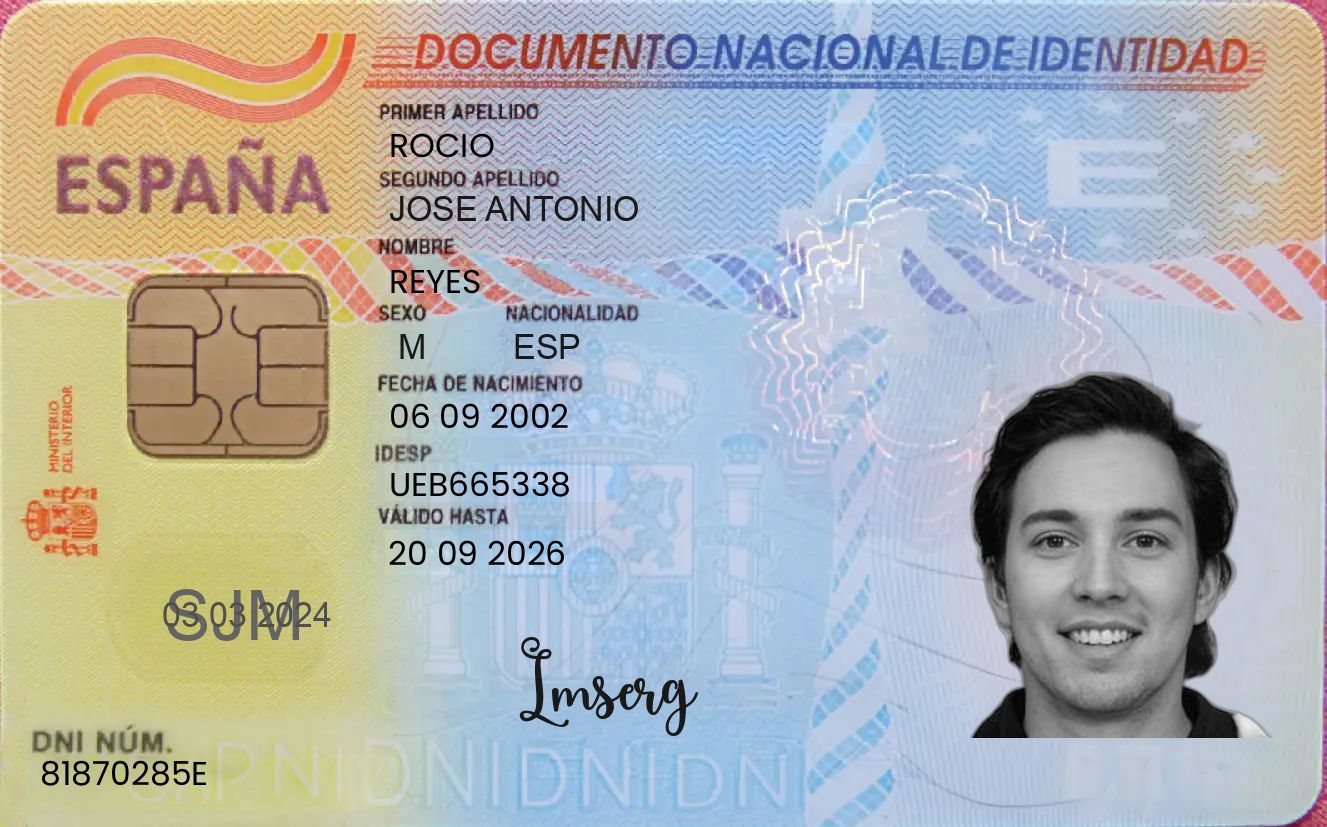 DOCUMENTO NACIONAL DE IDENTIDAD
ESPAÑA
PRIMER APELLIDO
ROCIO
SEGUNDO APELLIDO
JOSE ANTONIO
NOMBRE
REYES
SEXO NACIONALIDAD
M ESP
FECHA DE NACIMIENTO
06 09 2002
IDESP
UEB665338
VÁLIDO HASTA
20 09 2026
MINISTERIO
DEL INTERIOR
E
SJM
03 03 2024
Imserg
DNI NÚM.
81870285E